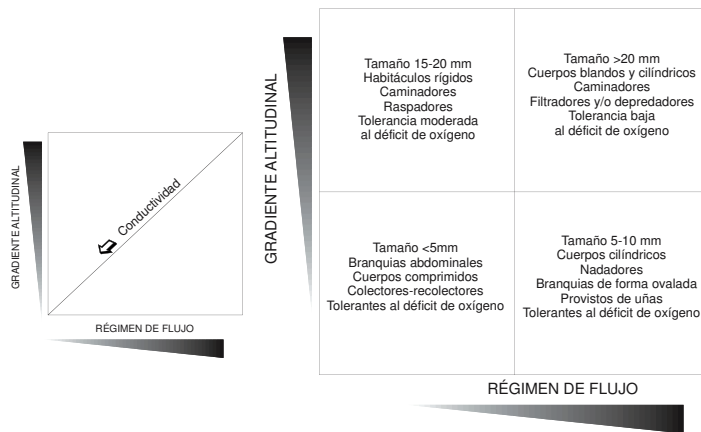 GRADIENTE ALTITUDINAL
Conductividad
RÉGIMEN DE FLUJO
GRADIENTE ALTITUDINAL
Tamaño 15-20 mm
Habitáculos rígidos
Caminadores
Raspadores
Tolerancia moderada
al déficit de oxígeno
Tamaño >20 mm
Cuerpos blandos y cilíndricos
Caminadores
Filtradores y/o depredadores
Tolerancia baja
al déficit de oxígeno
Tamaño <5mm
Branquias abdominales
Cuerpos comprimidos
Colectores-recolectores
Tolerantes al déficit de oxígeno
Tamaño 5-10 mm
Cuerpos cilíndricos
Nadadores
Branquias de forma ovalada
Provistos de uñas
Tolerantes al déficit de oxígeno
RÉGIMEN DE FLUJO